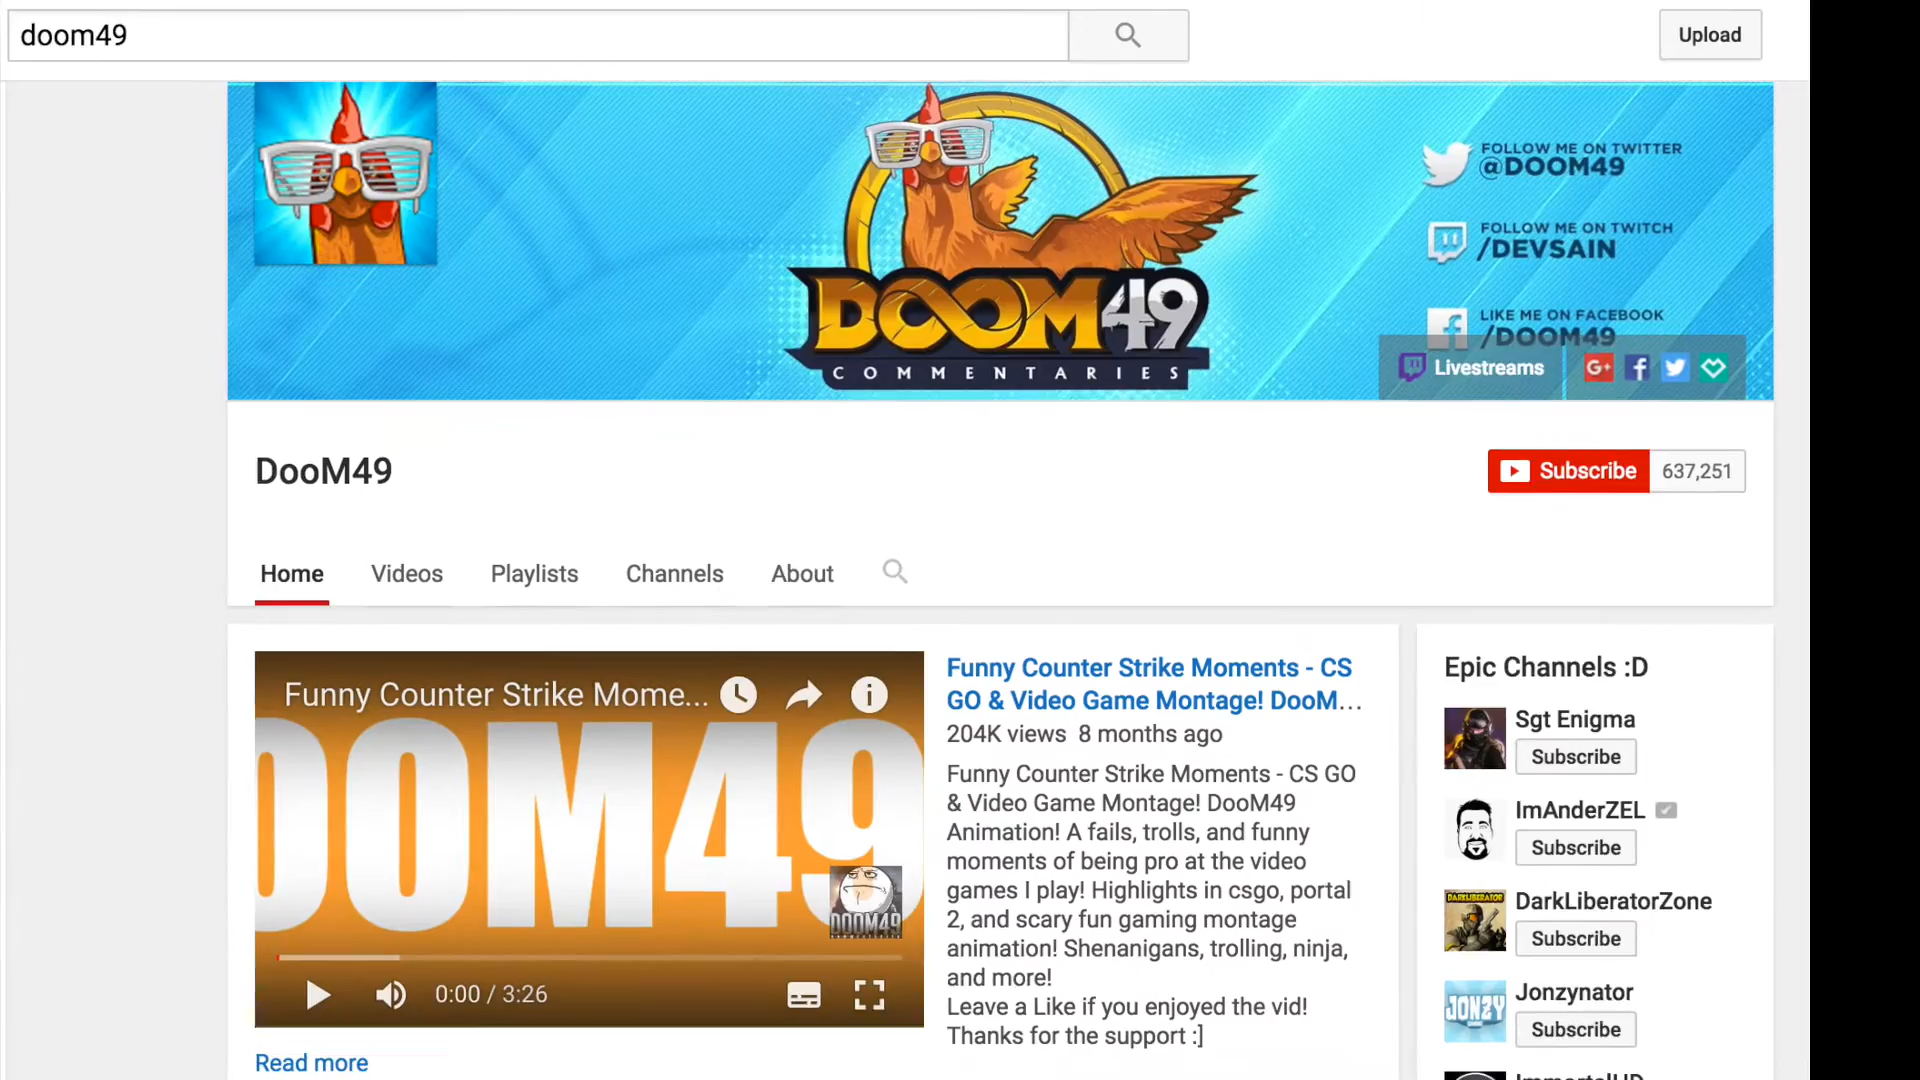 doom49
Upload
FOLLOW ME ON TWITTER
@DOOM49
FOLLOW ME ON TWITCH
/DEVSAIN
LIKE ME ON FACEBOOK
/DOOM49
DOOM49
COMMENTARIES
Livestreams
G+
DooM49
Subscribe 637,251
Home Videos Playlists Channels About
Funny Counter Strike Mome...
OOM49
DOOM49
0:00 / 3:26
Funny Counter Strike Moments - CS
GO & Video Game Montage! DooM...
204K views 8 months ago
Funny Counter Strike Moments - CS GO
& Video Game Montage! DooM49
Animation! A fails, trolls, and funny
moments of being pro at the video
games I play! Highlights in csgo, portal
2, and scary fun gaming montage
animation! Shenanigans, trolling, ninja,
and more!
Leave a Like if you enjoyed the vid!
Thanks for the support :]
Read more
Epic Channels :D
Sgt Enigma
Subscribe
ImAnderZEL
Subscribe
DARKLIBERATOR
DarkLiberatorZone
Subscribe
JONZY
Jonzynator
Subscribe